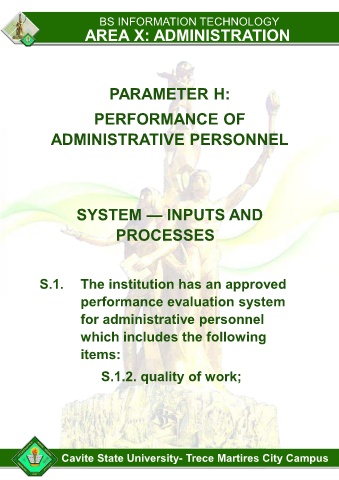 BS INFORMATION TECHNOLOGY
AREA X: ADMINISTRATION
PARAMETER H:
PERFORMANCE OF
ADMINISTRATIVE PERSONNEL
SYSTEM — INPUTS AND
PROCESSES
S.1. The institution has an approved
performance evaluation system
for administrative personnel
which includes the following
items:
S.1.2. quality of work;
Cavite State University- Trece Martires City Campus